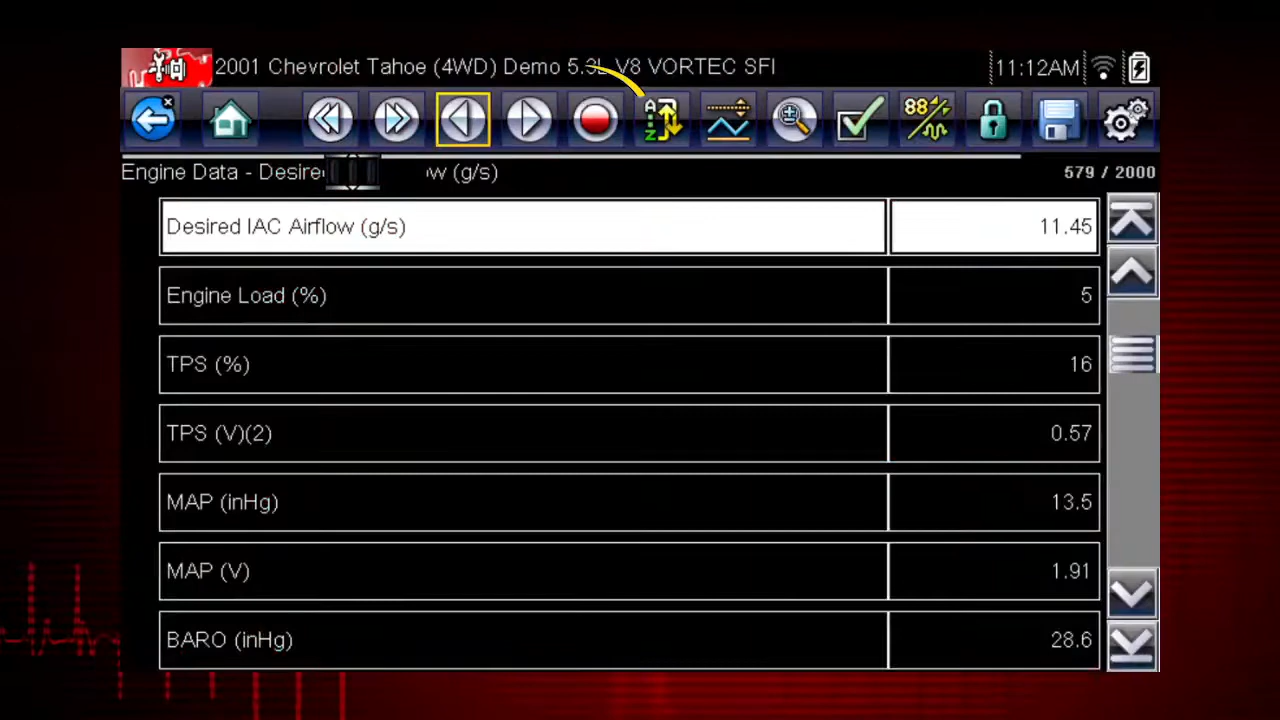 2001 Chevrolet Tahoe (4WD) Demo 5.3L V8 VORTEC SFI
11:12AM
A
Z
88
Engine Data - Desire
w (g/s)
579 / 2000
Desired IAC Airflow (g/s)
11.45
Engine Load (%)
5
TPS (%)
16
TPS (V)(2)
0.57
MAP (inHg)
13.5
MAP (V)
1.91
BARO (inHg)
28.6